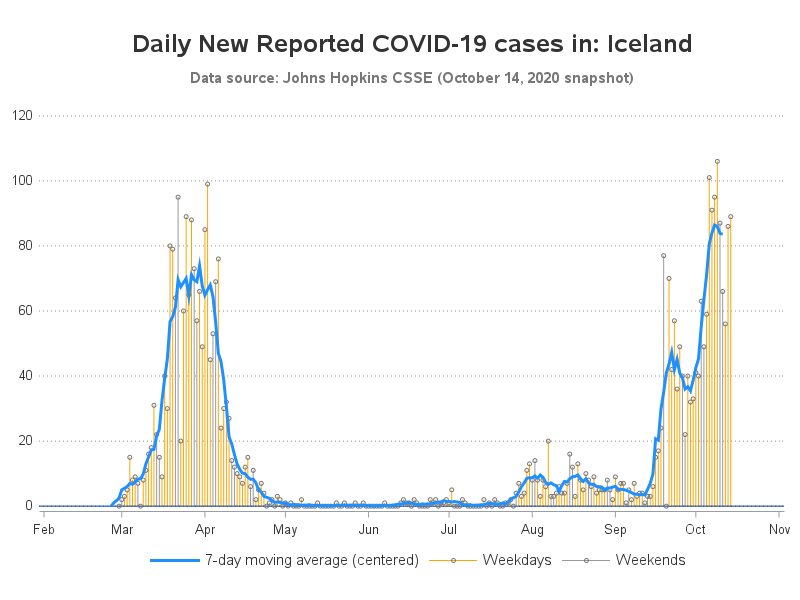 Daily New Reported COVID-19 cases in: Iceland
Data source: Johns Hopkins CSSE (October 14, 2020 snapshot)
120
100
80
60
40
20
0
Feb Mar Apr May Jun Jul Aug Sep Oct Nov
7-day moving average (centered) Weekdays Weekends